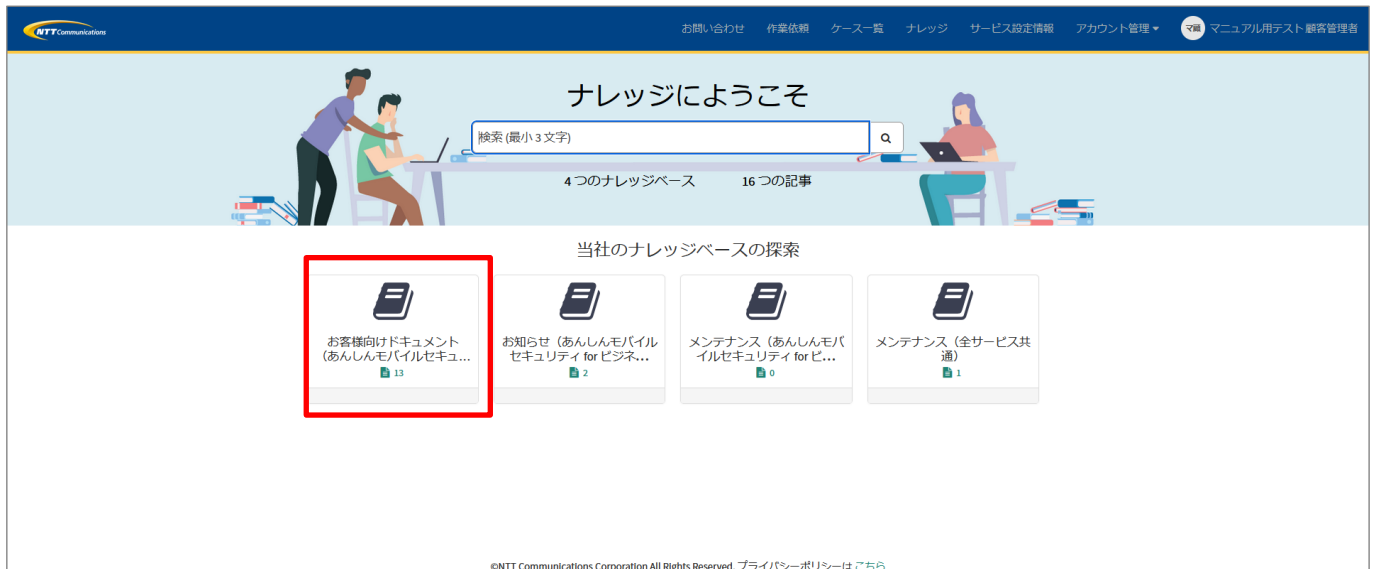 NTT Communications
お問い合わせ 作業依頼 ケース一覧 ナレッジ サービス設定情報 アカウント管理 マ顧 マニュアル用テスト顧客管理者
ナレッジにようこそ
検索 (最小 3 文字)
4 つのナレッジベース 16 つの記事
当社のナレッジベースの探索
お客様向けドキュメント
(あんしんモバイルセキュ...
13
お知らせ（あんしんモバイル
セキュリティ for ビジネ...
2
メンテナンス（あんしんモバ
イルセキュリティ for ビ...
0
メンテナンス（全サービス共
通）
1
©NTT Communications Corporation All Rights Reserved. プライバシーポリシーは こちら